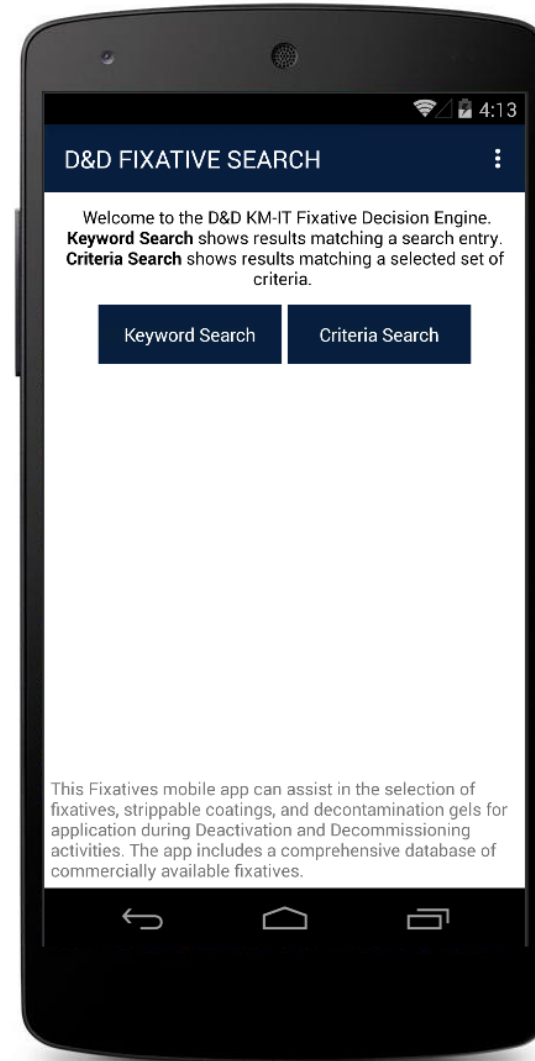 4:13
D&D FIXATIVE SEARCH
Welcome to the D&D KM-IT Fixative Decision Engine.
Keyword Search shows results matching a search entry.
Criteria Search shows results matching a selected set of
criteria.
Keyword Search Criteria Search
This Fixatives mobile app can assist in the selection of
fixatives, strippable coatings, and decontamination gels for
application during Deactivation and Decommissioning
activities. The app includes a comprehensive database of
commercially available fixatives.